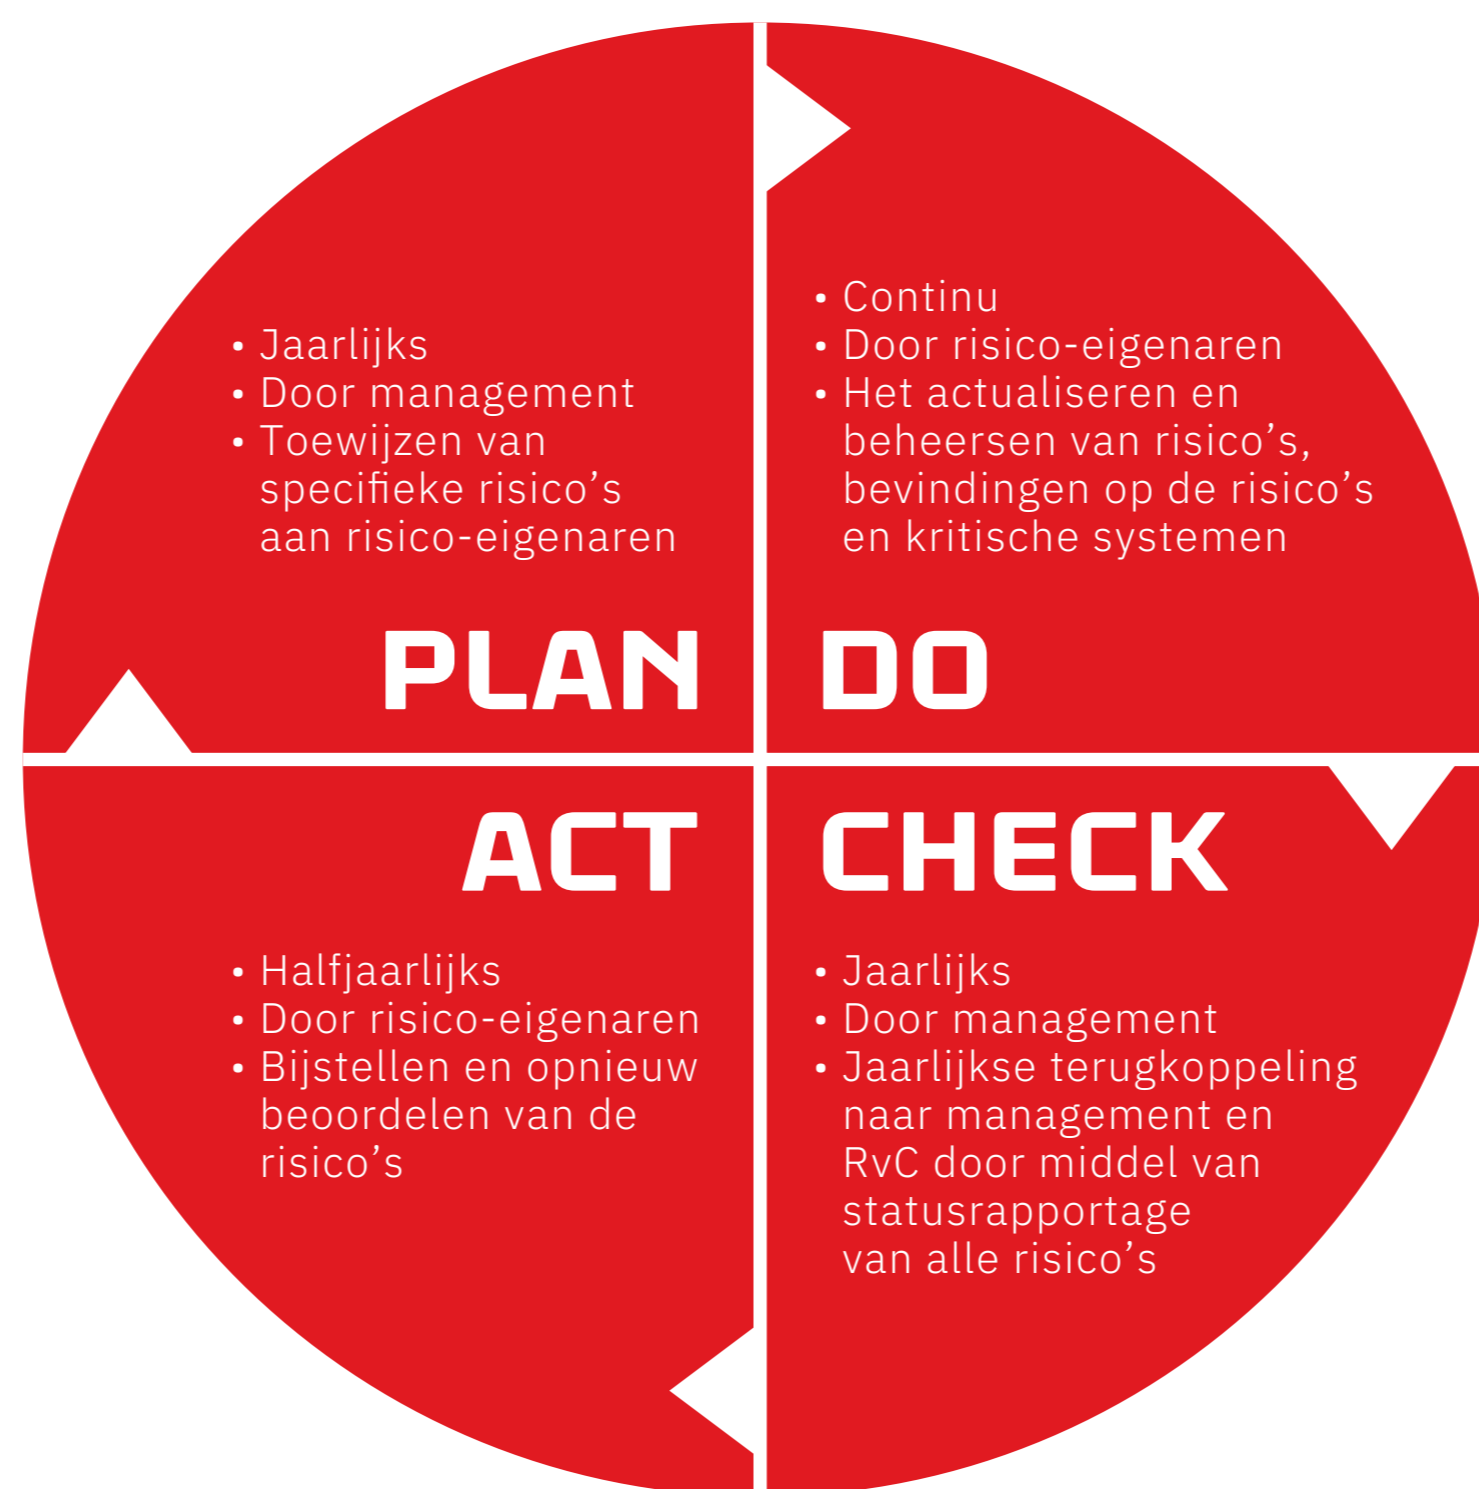 • Jaarlijks
• Door management
• Toewijzen van
specifieke risico’s
aan risico-eigenaren
PLAN
• Continu
• Door risico-eigenaren
• Het actualiseren en
beheersen van risico’s,
bevindingen op de risico’s
en kritische systemen
DO
CHECK
• Jaarlijks
• Door management
• Jaarlijkse terugkoppeling
naar management en
RvC door middel van
statusrapportage
van alle risico’s
ACT
• Halfjaarlijks
• Door risico-eigenaren
• Bijstellen en opnieuw
beoordelen van de
risico’s